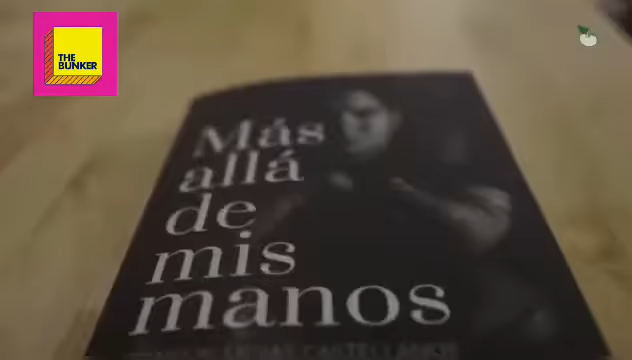 THE
BUNKER
Más
allá
de
mis
manos